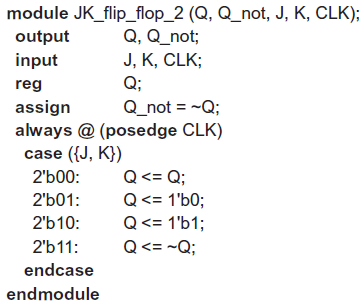 module JK_flip_flop_2 (Q, Q_not, J, K, CLK);
output Q, Q_not;
input J, K, CLK;
reg Q;
assign Q_not = ~Q;
always @ (posedge CLK)
case ({J, K})
2'b00: Q <= Q;
2'b01: Q <= 1'b0;
2'b10: Q <= 1'b1;
2'b11: Q <= ~Q;
endcase
endmodule